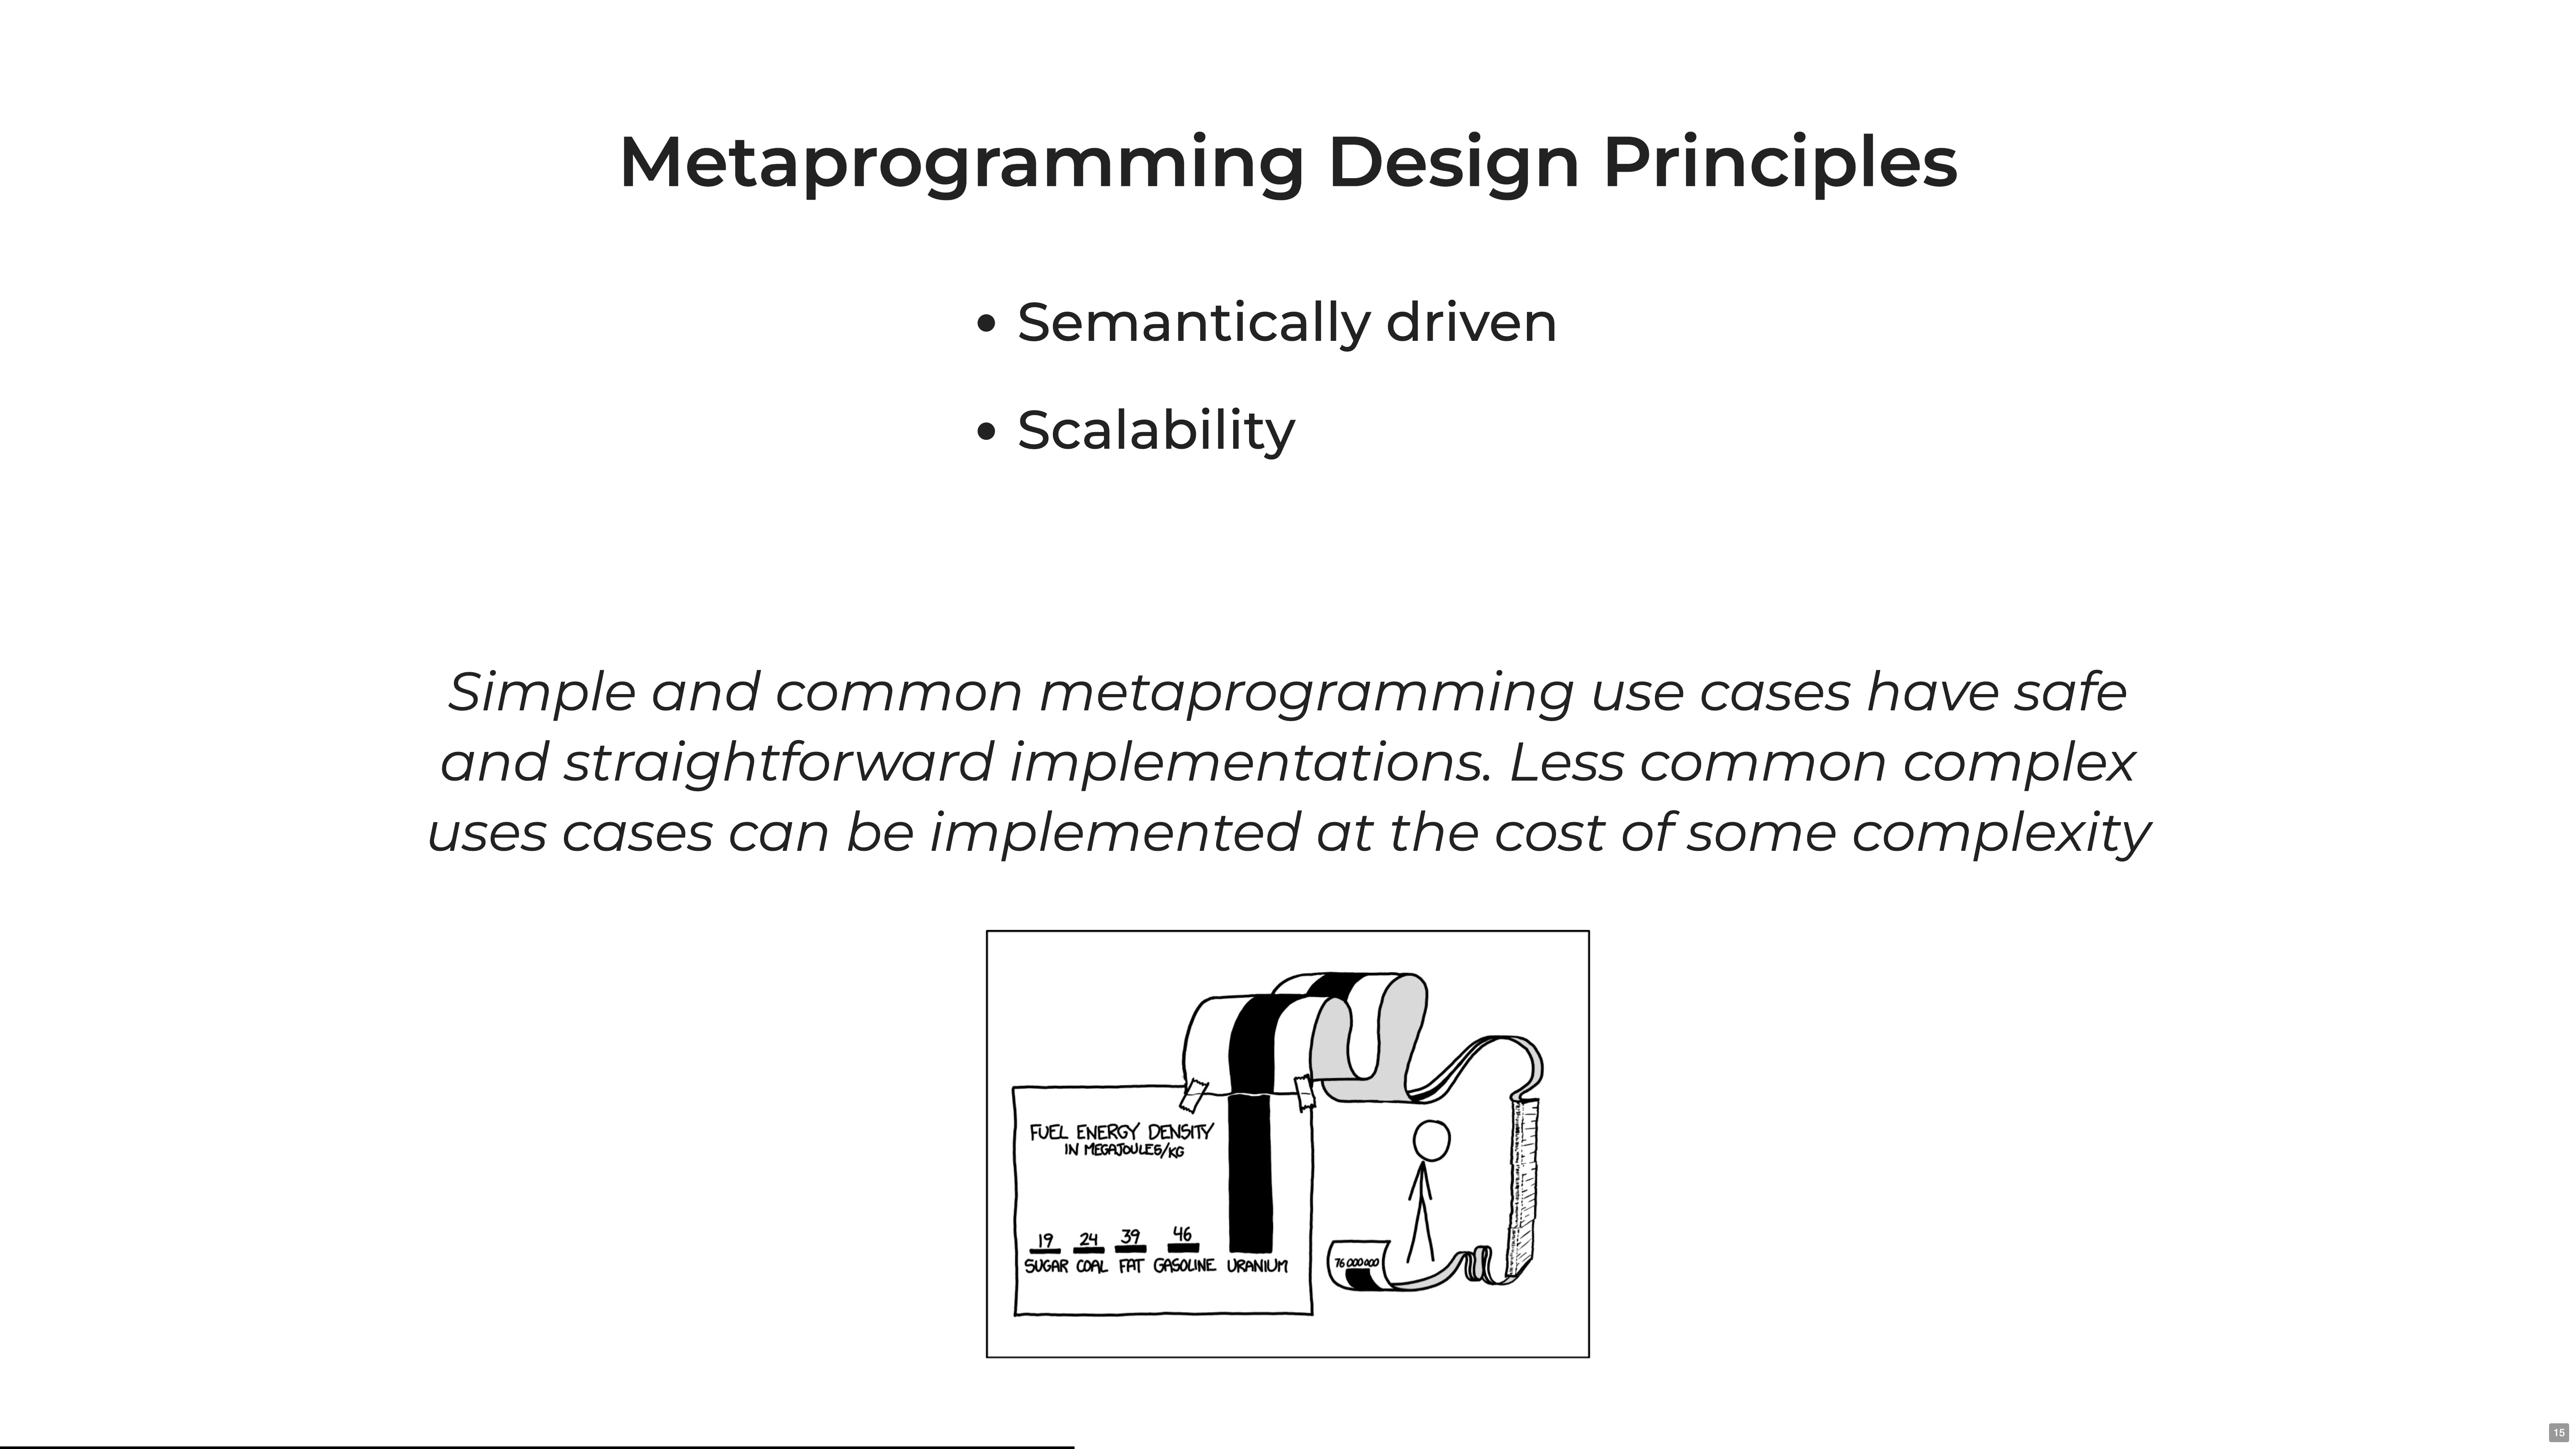 Metaprogramming Design Principles
• Semantically driven
• Scalability
Simple and common metaprogramming use cases have safe
and straightforward implementations. Less common complex
uses cases can be implemented at the cost of some complexity
FUEL ENERGY DENSITY
IN MEGAJOULES/KG
19 24 39 46
SUGAR COAL FAT GASOLINE URANIUM
76 000 000
15